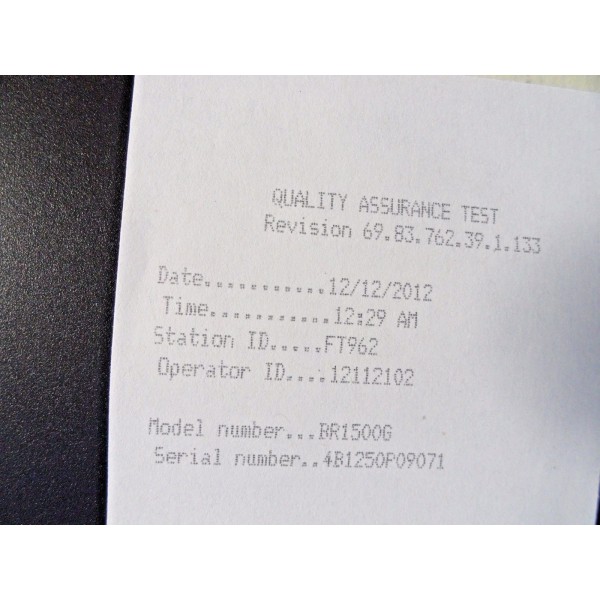 QUALITY ASSURANCE TEST
Revision 69.83.762.39.1.133
Date............12/12/2012
Time............12:29 AM
Station ID.....FT962
Operator ID....12112102
Model number...BR1500G
Serial number..4B1250P09071